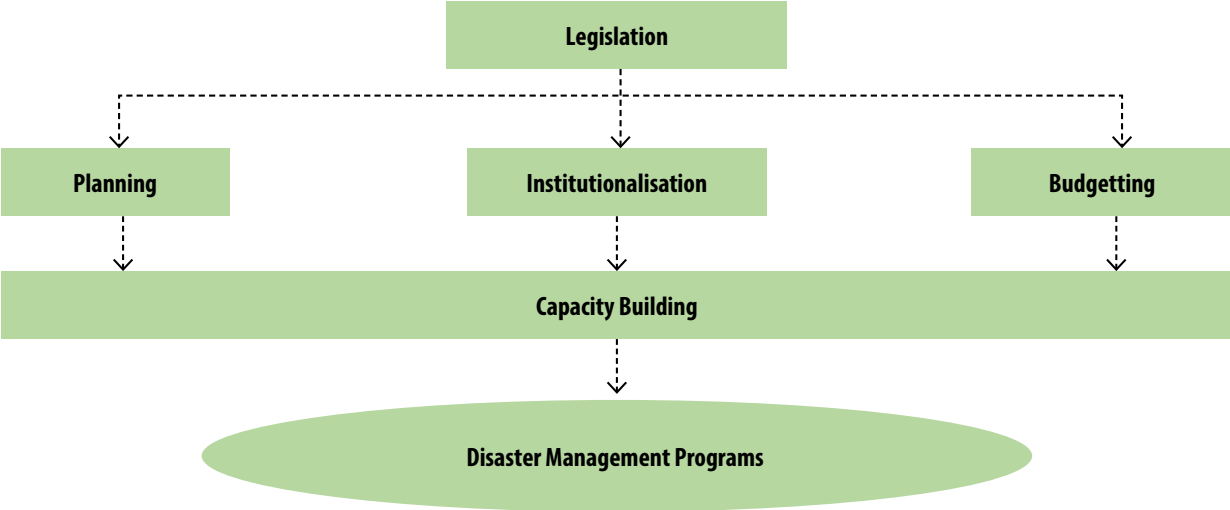 Legislation
Planning
Institutionalisation
Budgetting
Capacity Building
Disaster Management Programs